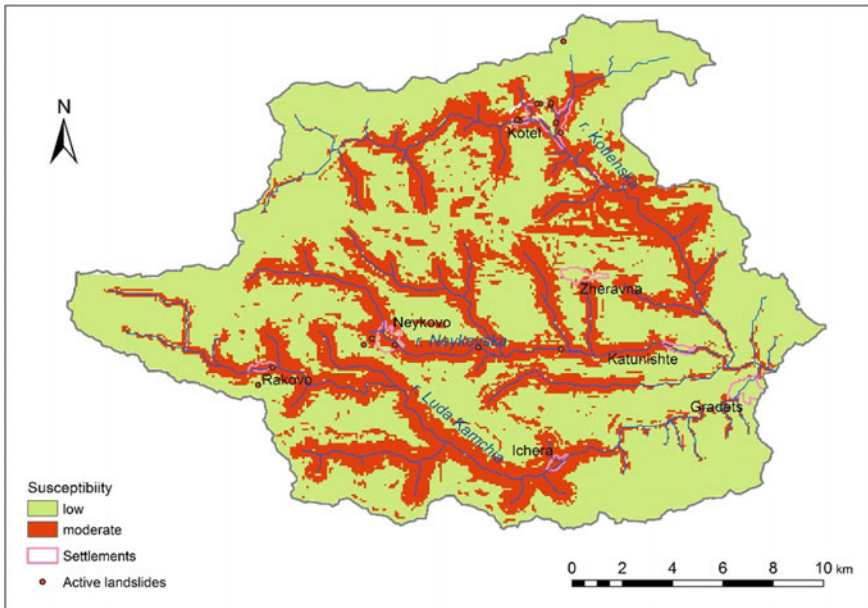 N
Kotel
r. Kotlenska
Zheravna
Neykovo
r. Neykovska
Katunishte
Rakovo
Gradets
r. Luda Kamchia
Ichera
Susceptibiity
low
moderate
Settlements
Active landslides
0 2 4 6 8 10 km